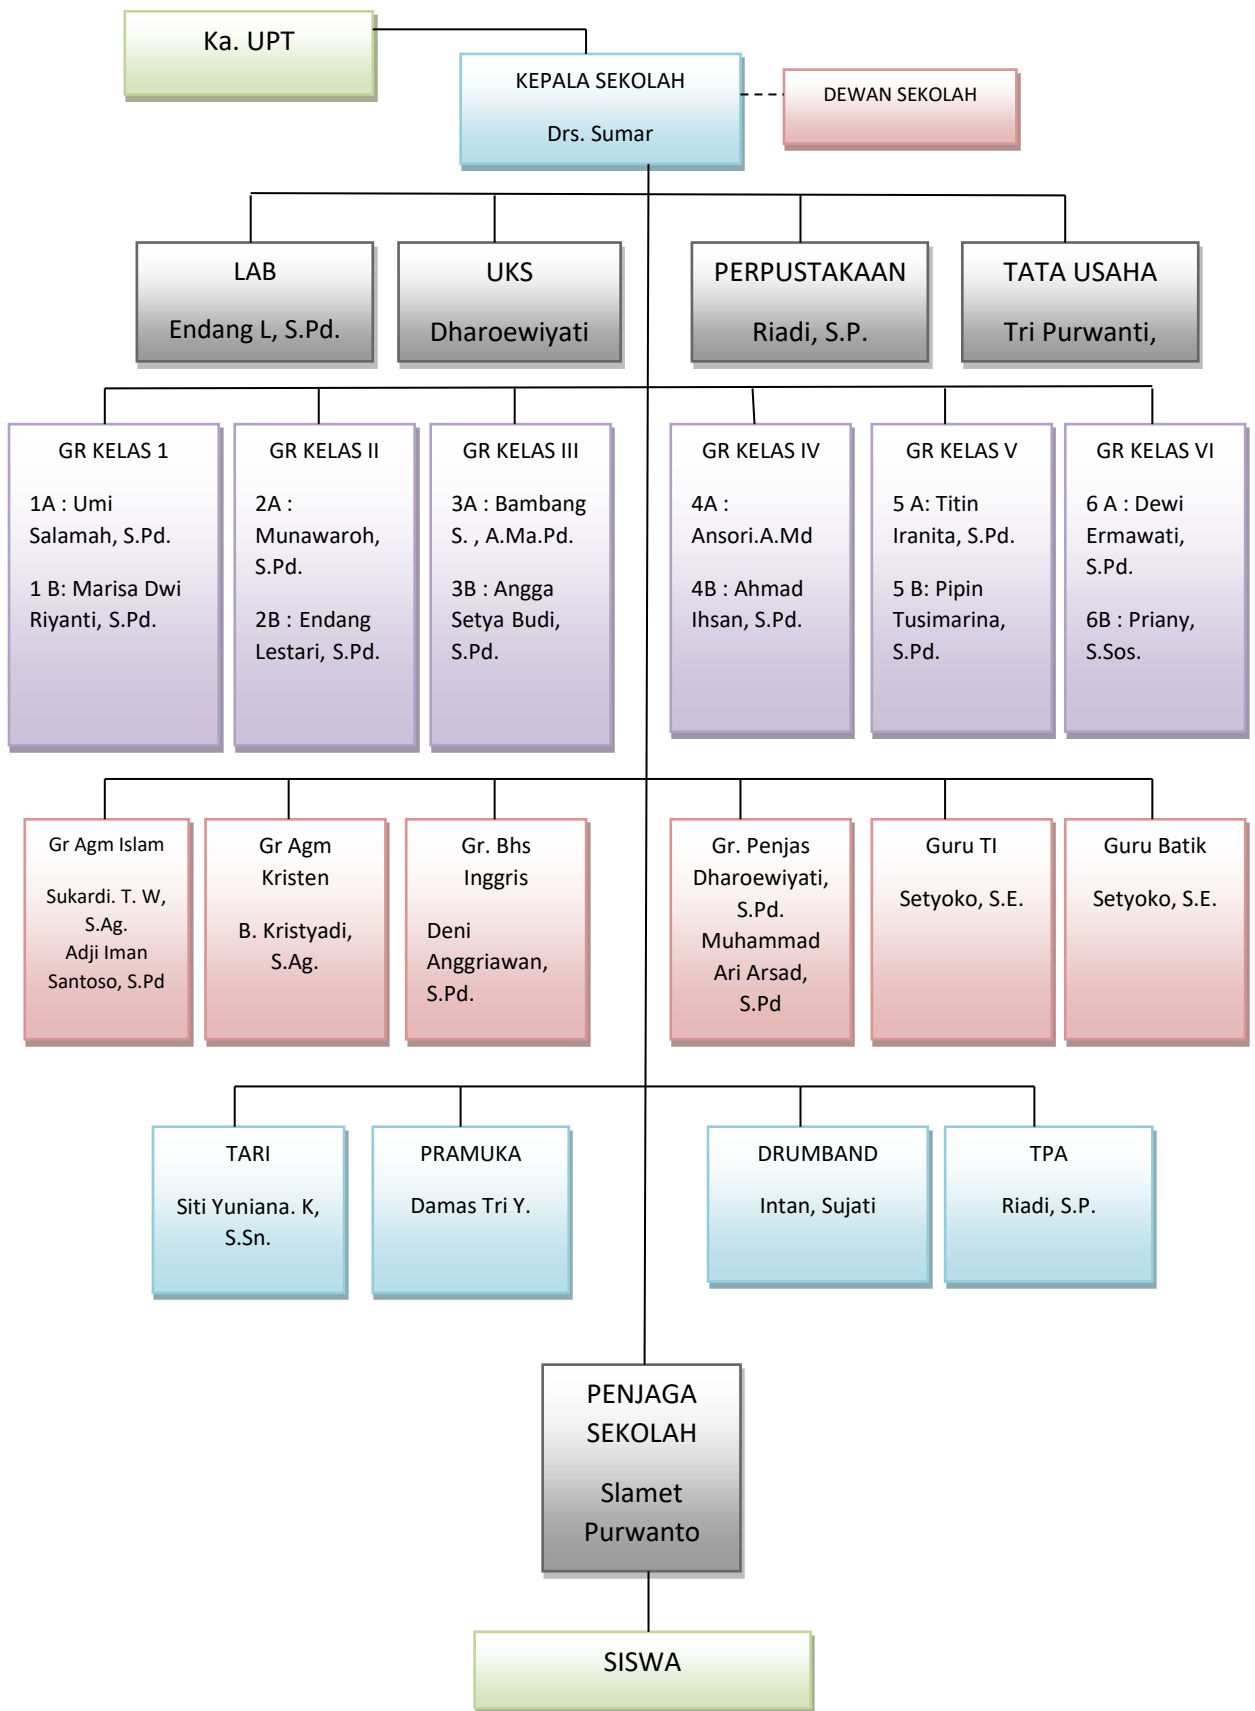 Ka. UPT
KEPALA SEKOLAH
Drs. Sumar
DEWAN SEKOLAH
LAB
Endang L, S.Pd.
UKS
Dharoewiyati
PERPUSTAKAAN
Riadi, S.P.
TATA USAHA
Tri Purwanti,
GR KELAS 1
1A : Umi
Salamah, S.Pd.
1 B: Marisa Dwi
Riyanti, S.Pd.
GR KELAS II
2A :
Munawaroh,
S.Pd.
2B : Endang
Lestari, S.Pd.
GR KELAS III
3A : Bambang
S. , A.Ma.Pd.
3B : Angga
Setya Budi,
S.Pd.
GR KELAS IV
4A :
Ansori.A.Md
4B : Ahmad
Ihsan, S.Pd.
GR KELAS V
5 A: Titin
Iranita, S.Pd.
5 B: Pipin
Tusimarina,
S.Pd.
GR KELAS VI
6 A : Dewi
Ermawati,
S.Pd.
6B : Priany,
S.Sos.
Gr Agm Islam
Sukardi. T. W,
S.Ag.
Adji Iman
Santoso, S.Pd
Gr Agm
Kristen
B. Kristyadi,
S.Ag.
Gr. Bhs
Inggris
Deni
Anggriawan,
S.Pd.
Gr. Penjas
Dharoewiyati,
S.Pd.
Muhammad
Ari Arsad,
S.Pd
Guru TI
Setyoko, S.E.
Guru Batik
Setyoko, S.E.
TARI
Siti Yuniana. K,
S.Sn.
PRAMUKA
Damas Tri Y.
DRUMBAND
Intan, Sujati
TPA
Riadi, S.P.
PENJAGA
SEKOLAH
Slamet
Purwanto
SISWA